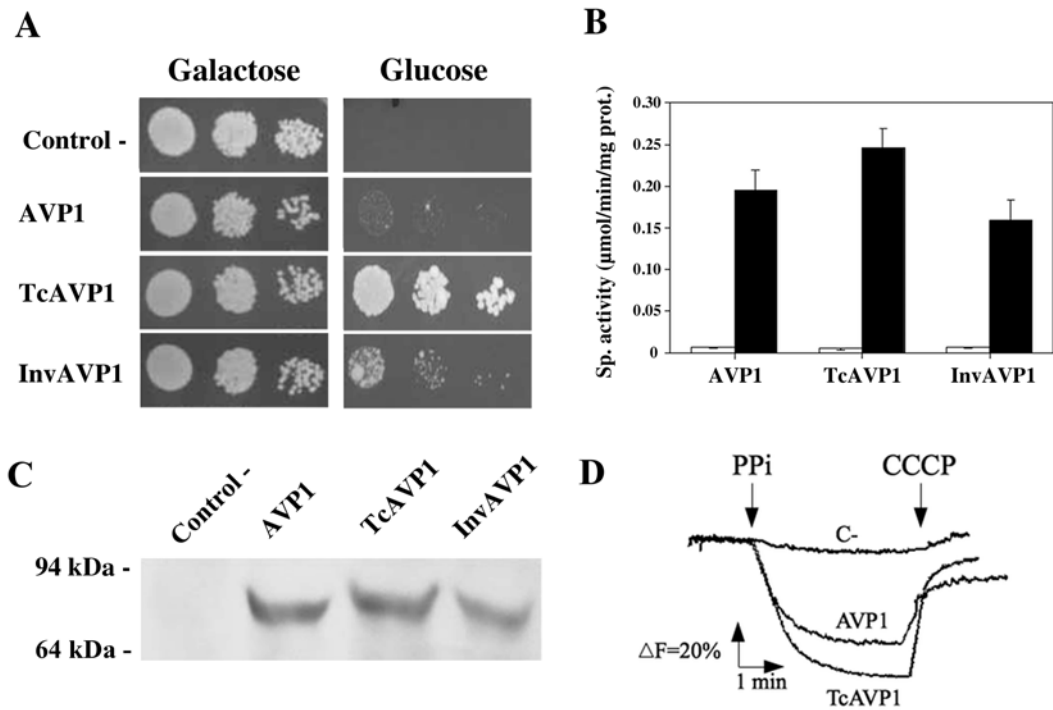 A
Galactose Glucose
Control -
AVP1
TcAVP1
InvAVP1
B
Sp. activity (µmol/min/mg prot.)
0.30
0.25
0.20
0.15
0.10
0.05
0
AVP1 TcAVP1 InvAVP1
C
Control - AVP1 TcAVP1 InvAVP1
94 kDa -
64 kDa -
D
PPi CCCP
C-
AVP1
TcAVP1
△F=20%
1 min